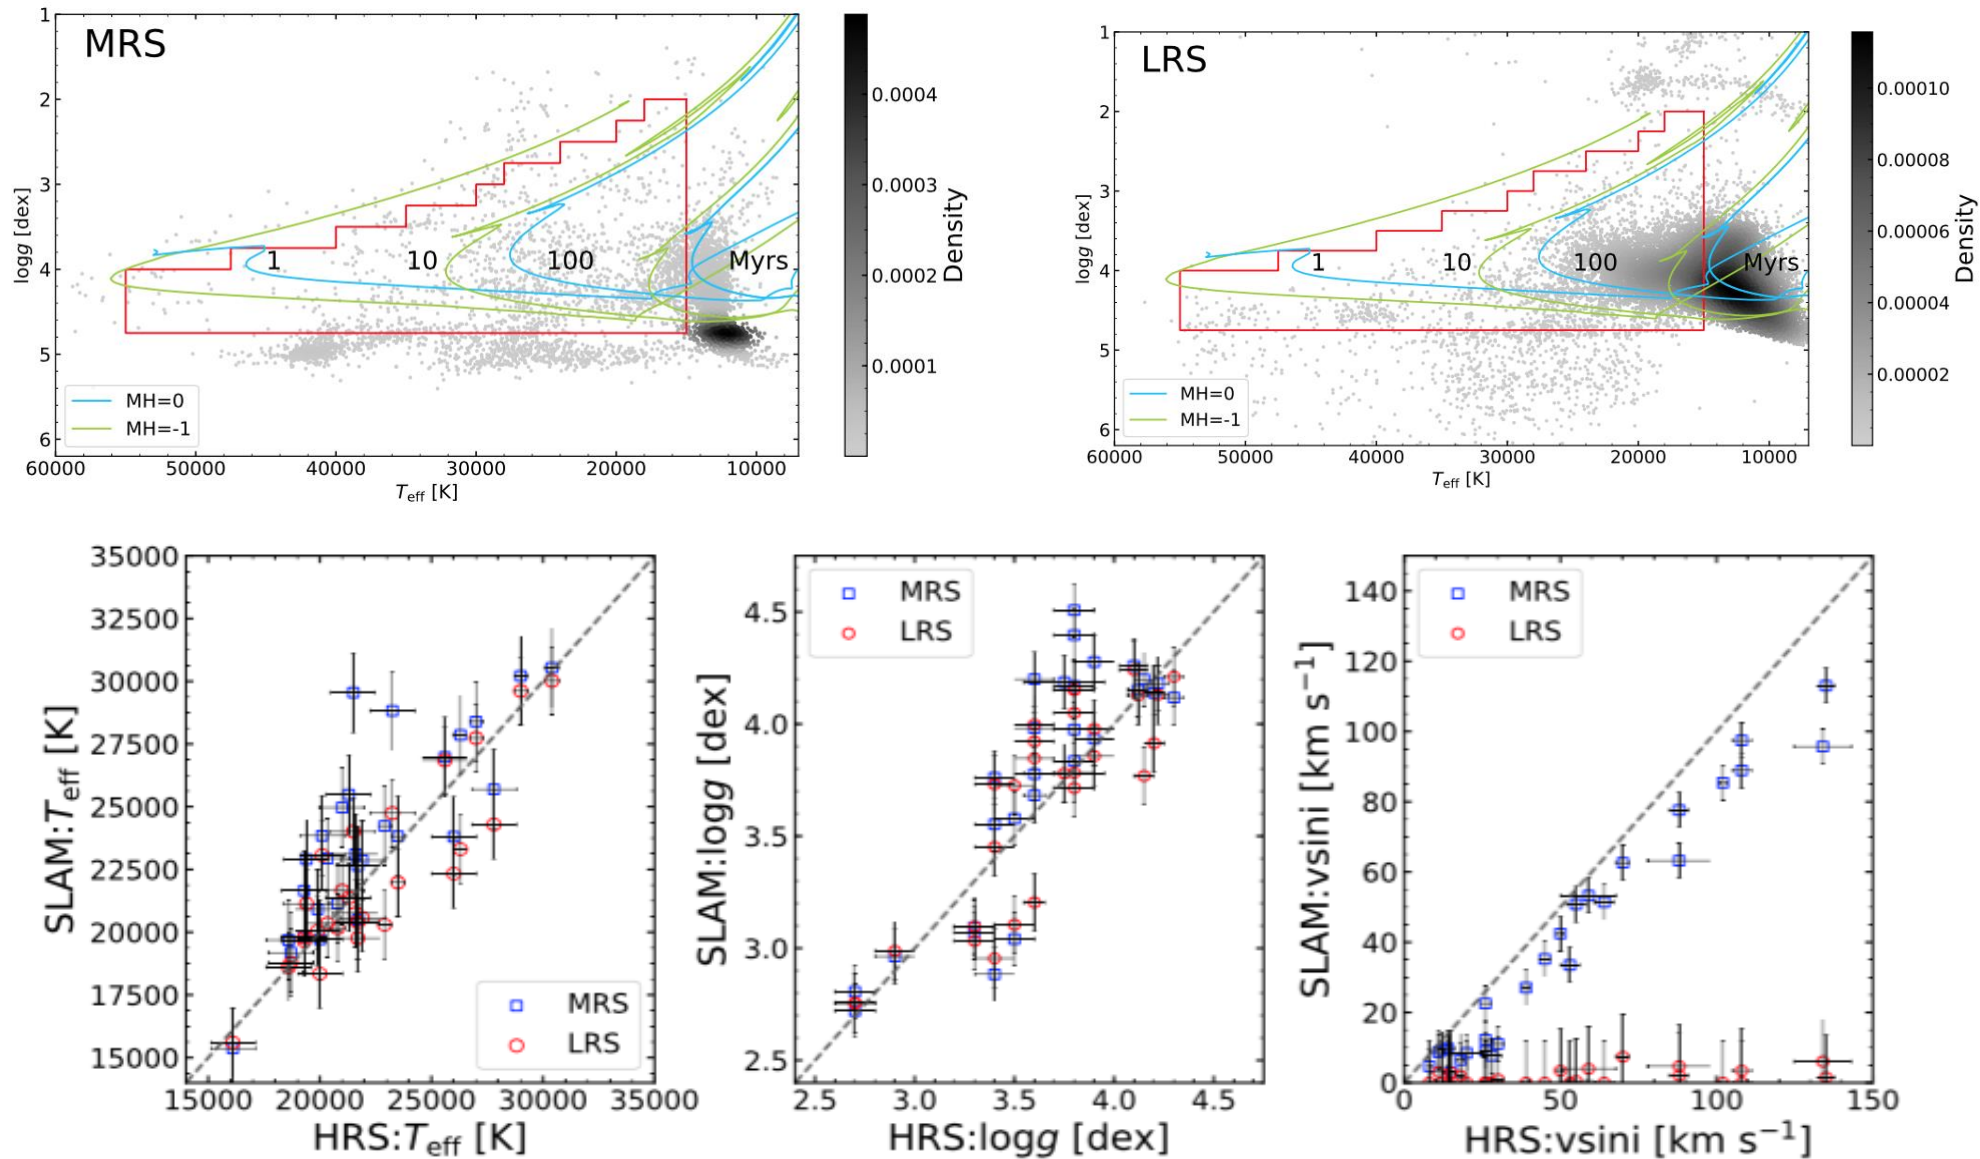 MRS
1
2
3
4
5
6
log g [dex]
1
10
100
Myrs
MH=0
MH=-1
60000 50000 40000 30000 20000 10000
Teff [K]
0.0004
0.0003
0.0002
0.0001
Density
LRS
1
2
3
4
5
6
log g [dex]
1
10
100
Myrs
MH=0
MH=-1
60000 50000 40000 30000 20000 10000
Teff [K]
0.00010
0.00008
0.00006
0.00004
0.00002
Density
35000
32500
30000
27500
25000
22500
20000
17500
15000
SLAM:Teff [K]
MRS
LRS
15000 20000 25000 30000 35000
HRS:Teff [K]
MRS
LRS
4.5
4.0
3.5
3.0
2.5
SLAM:logg [dex]
2.5 3.0 3.5 4.0 4.5
HRS:logg [dex]
MRS
LRS
140
120
100
80
60
40
20
0
SLAM:vsini [km s−1]
0 50 100 150
HRS:vsini [km s−1]